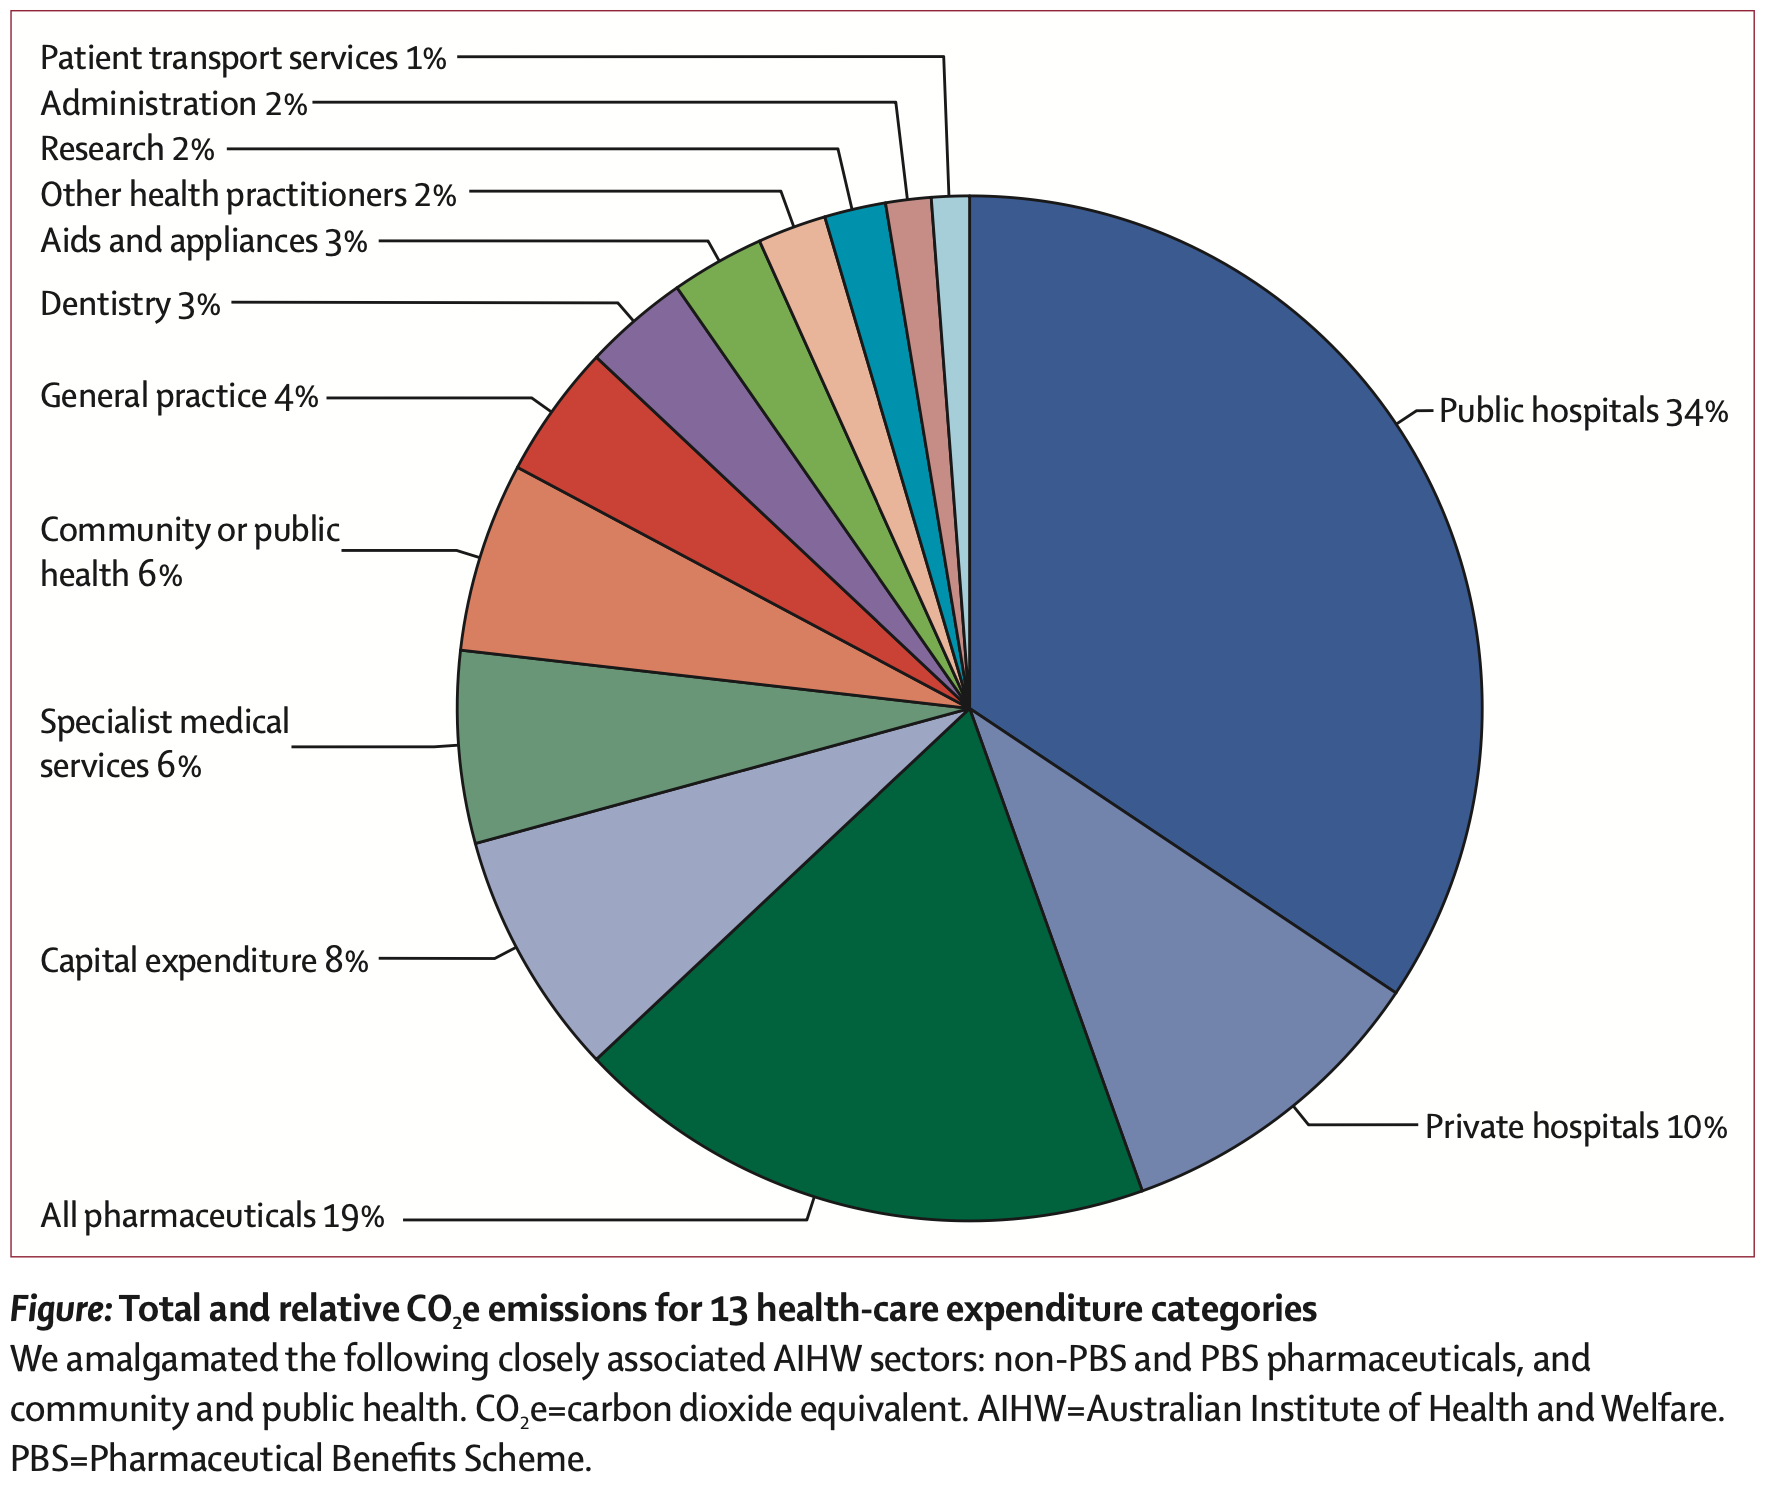 Patient transport services 1%
Administration 2%
Research 2%
Other health practitioners 2%
Aids and appliances 3%
Dentistry 3%
General practice 4%
Public hospitals 34%
Community or public
health 6%
Specialist medical
services 6%
Capital expenditure 8%
Private hospitals 10%
All pharmaceuticals 19%
Figure: Total and relative CO₂e emissions for 13 health-care expenditure categories
We amalgamated the following closely associated AIHW sectors: non-PBS and PBS pharmaceuticals, and
community and public health. CO₂e=carbon dioxide equivalent. AIHW=Australian Institute of Health and Welfare.
PBS=Pharmaceutical Benefits Scheme.